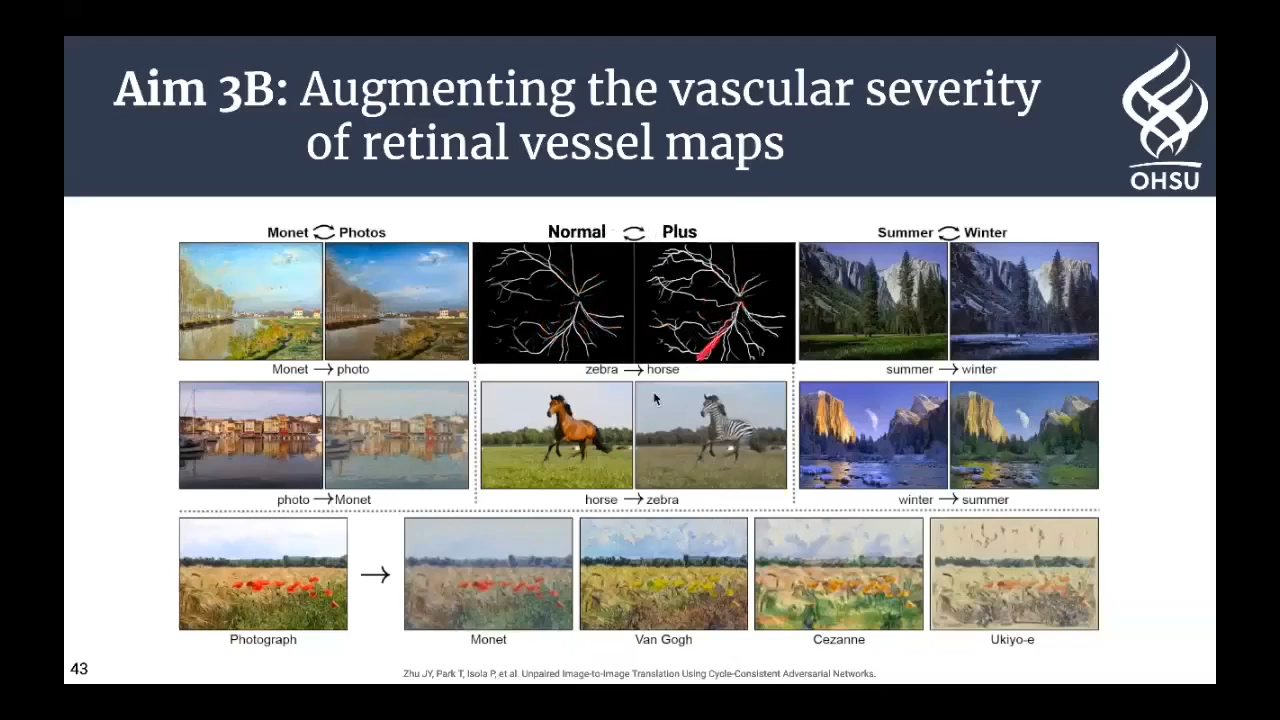 Aim 3B: Augmenting the vascular severity
of retinal vessel maps
OHSU
Monet Photos
Normal Plus
Summer Winter
Monet → photo
zebra → horse
summer → winter
photo → Monet
horse → zebra
winter → summer
→
Photograph
Monet
Van Gogh
Cezanne
Ukiyo-e
43
Zhu JY, Park T, Isola P, et al. Unpaired Image-to-Image Translation Using Cycle-Consistent Adversarial Networks.